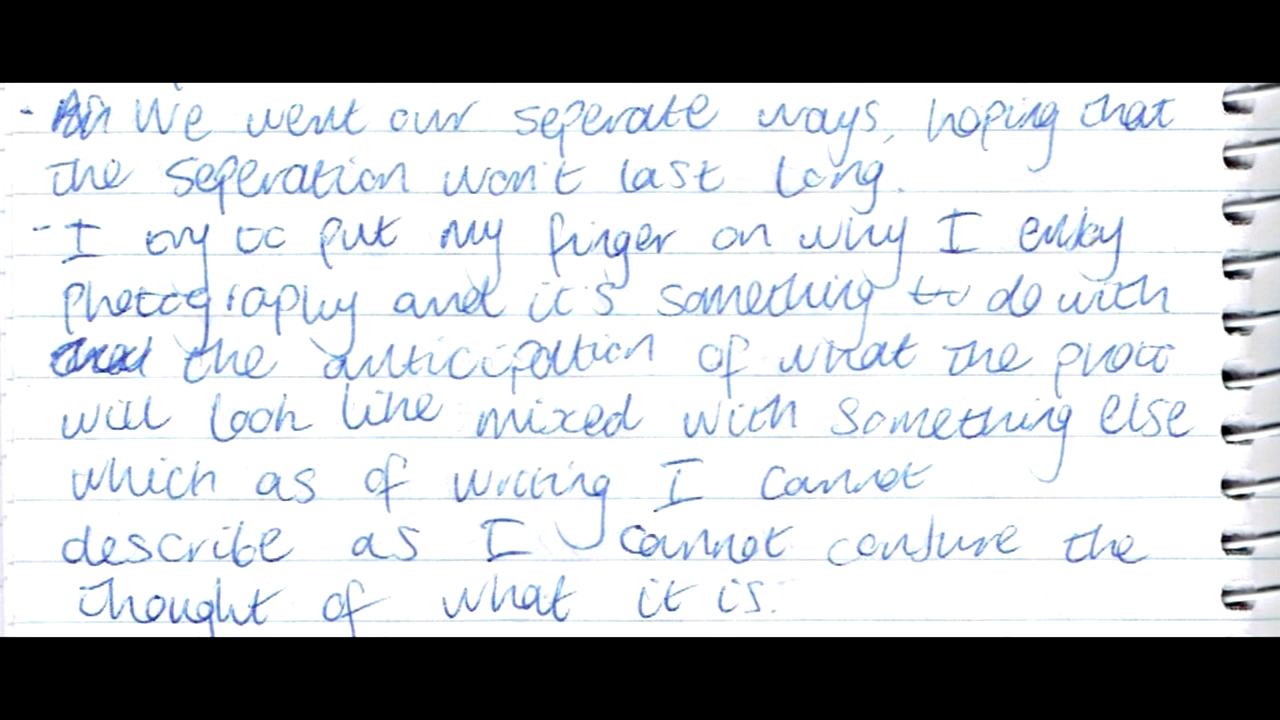 - We went our seperate ways, hoping that
the seperation won't last long.
- I try to put my finger on why I enjoy
photography and it's something to do with
the anticipation of what the photo
will look like mixed with something else
which as of writing I cannot
describe as I cannot conjure the
thought of what it is.